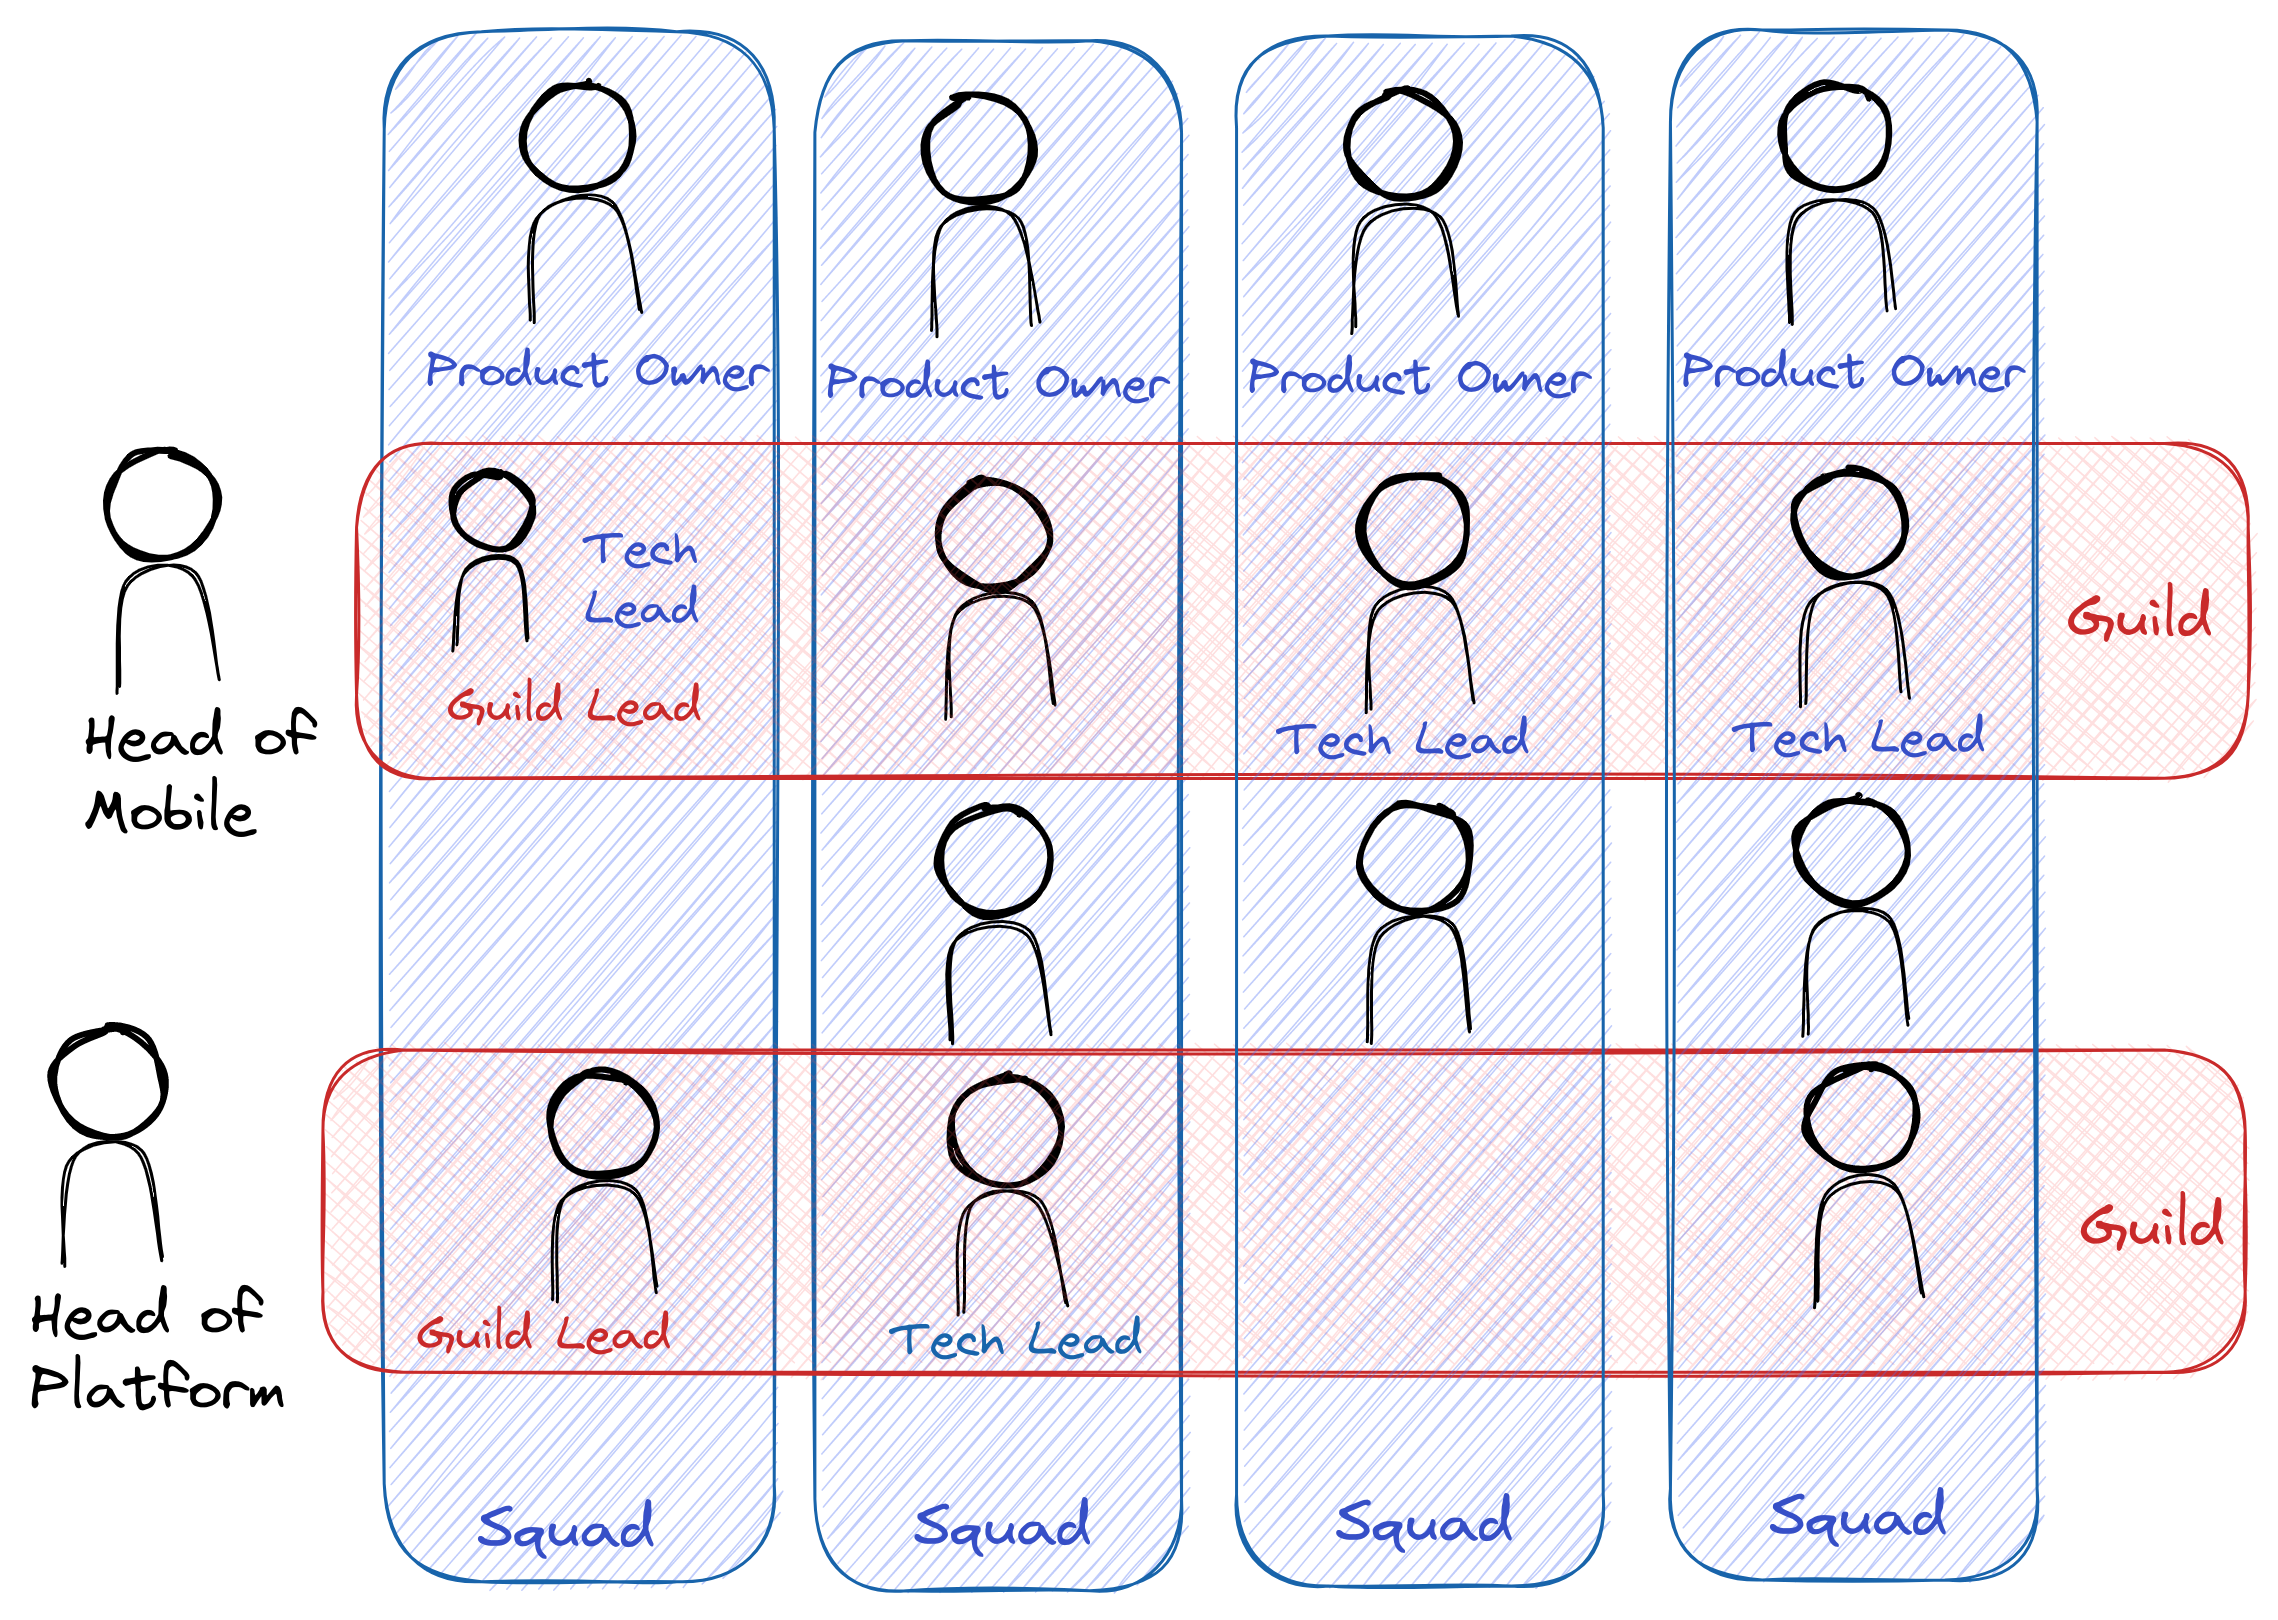 Product Owner
Product Owner
Product Owner
Product Owner
Tech
Lead
Guild Lead
Tech Lead
Tech Lead
Guild
Head of
Mobile
Guild Lead
Tech Lead
Guild
Head of
Platform
Squad
Squad
Squad
Squad